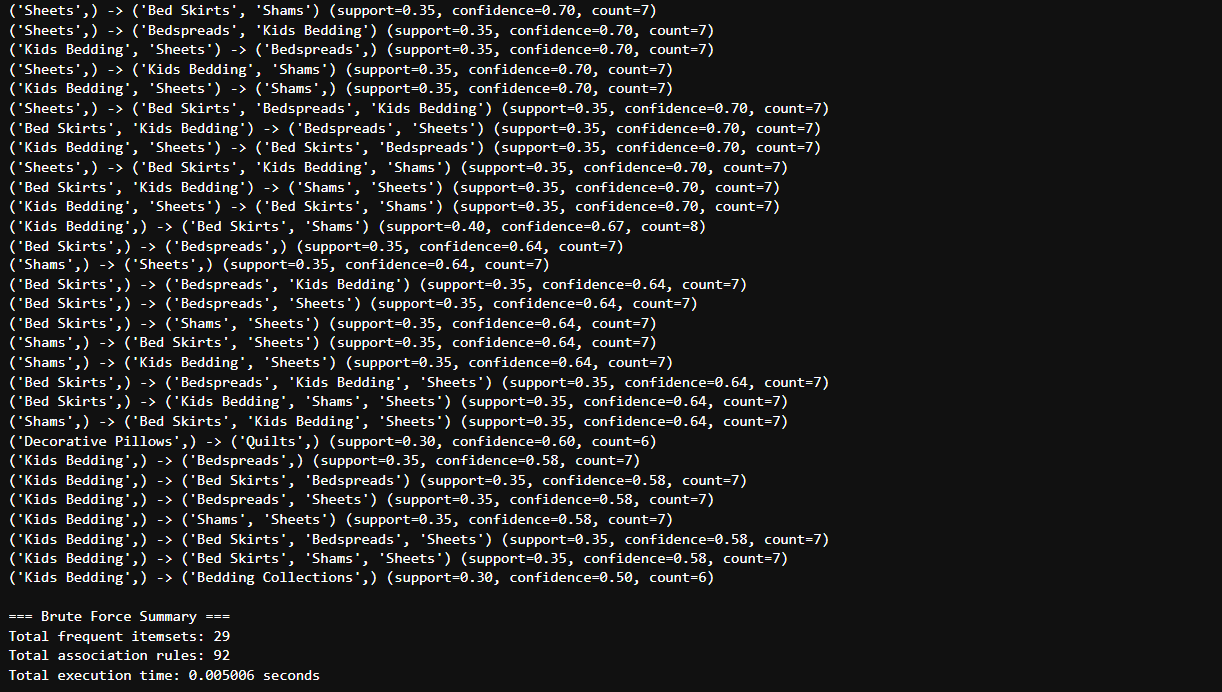 ('Sheets',) -> ('Bed Skirts', 'Shams') (support=0.35, confidence=0.70, count=7)
('Sheets',) -> ('Bedspreads', 'Kids Bedding') (support=0.35, confidence=0.70, count=7)
('Kids Bedding', 'Sheets') -> ('Bedspreads',) (support=0.35, confidence=0.70, count=7)
('Sheets',) -> ('Kids Bedding', 'Shams') (support=0.35, confidence=0.70, count=7)
('Kids Bedding', 'Sheets') -> ('Shams',) (support=0.35, confidence=0.70, count=7)
('Sheets',) -> ('Bed Skirts', 'Bedspreads', 'Kids Bedding') (support=0.35, confidence=0.70, count=7)
('Bed Skirts', 'Kids Bedding') -> ('Bedspreads', 'Sheets') (support=0.35, confidence=0.70, count=7)
('Kids Bedding', 'Sheets') -> ('Bed Skirts', 'Bedspreads') (support=0.35, confidence=0.70, count=7)
('Sheets',) -> ('Bed Skirts', 'Kids Bedding', 'Shams') (support=0.35, confidence=0.70, count=7)
('Bed Skirts', 'Kids Bedding') -> ('Shams', 'Sheets') (support=0.35, confidence=0.70, count=7)
('Kids Bedding', 'Sheets') -> ('Bed Skirts', 'Shams') (support=0.35, confidence=0.70, count=7)
('Kids Bedding',) -> ('Bed Skirts', 'Shams') (support=0.40, confidence=0.67, count=8)
('Bed Skirts',) -> ('Bedspreads',) (support=0.35, confidence=0.64, count=7)
('Shams',) -> ('Sheets',) (support=0.35, confidence=0.64, count=7)
('Bed Skirts',) -> ('Bedspreads', 'Kids Bedding') (support=0.35, confidence=0.64, count=7)
('Bed Skirts',) -> ('Bedspreads', 'Sheets') (support=0.35, confidence=0.64, count=7)
('Bed Skirts',) -> ('Shams', 'Sheets') (support=0.35, confidence=0.64, count=7)
('Shams',) -> ('Bed Skirts', 'Sheets') (support=0.35, confidence=0.64, count=7)
('Shams',) -> ('Kids Bedding', 'Sheets') (support=0.35, confidence=0.64, count=7)
('Bed Skirts',) -> ('Bedspreads', 'Kids Bedding', 'Sheets') (support=0.35, confidence=0.64, count=7)
('Bed Skirts',) -> ('Kids Bedding', 'Shams', 'Sheets') (support=0.35, confidence=0.64, count=7)
('Shams',) -> ('Bed Skirts', 'Kids Bedding', 'Sheets') (support=0.35, confidence=0.64, count=7)
('Decorative Pillows',) -> ('Quilts',) (support=0.30, confidence=0.60, count=6)
('Kids Bedding',) -> ('Bedspreads',) (support=0.35, confidence=0.58, count=7)
('Kids Bedding',) -> ('Bed Skirts', 'Bedspreads') (support=0.35, confidence=0.58, count=7)
('Kids Bedding',) -> ('Bedspreads', 'Sheets') (support=0.35, confidence=0.58, count=7)
('Kids Bedding',) -> ('Shams', 'Sheets') (support=0.35, confidence=0.58, count=7)
('Kids Bedding',) -> ('Bed Skirts', 'Bedspreads', 'Sheets') (support=0.35, confidence=0.58, count=7)
('Kids Bedding',) -> ('Bed Skirts', 'Shams', 'Sheets') (support=0.35, confidence=0.58, count=7)
('Kids Bedding',) -> ('Bedding Collections',) (support=0.30, confidence=0.50, count=6)
=== Brute Force Summary ===
Total frequent itemsets: 29
Total association rules: 92
Total execution time: 0.005006 seconds